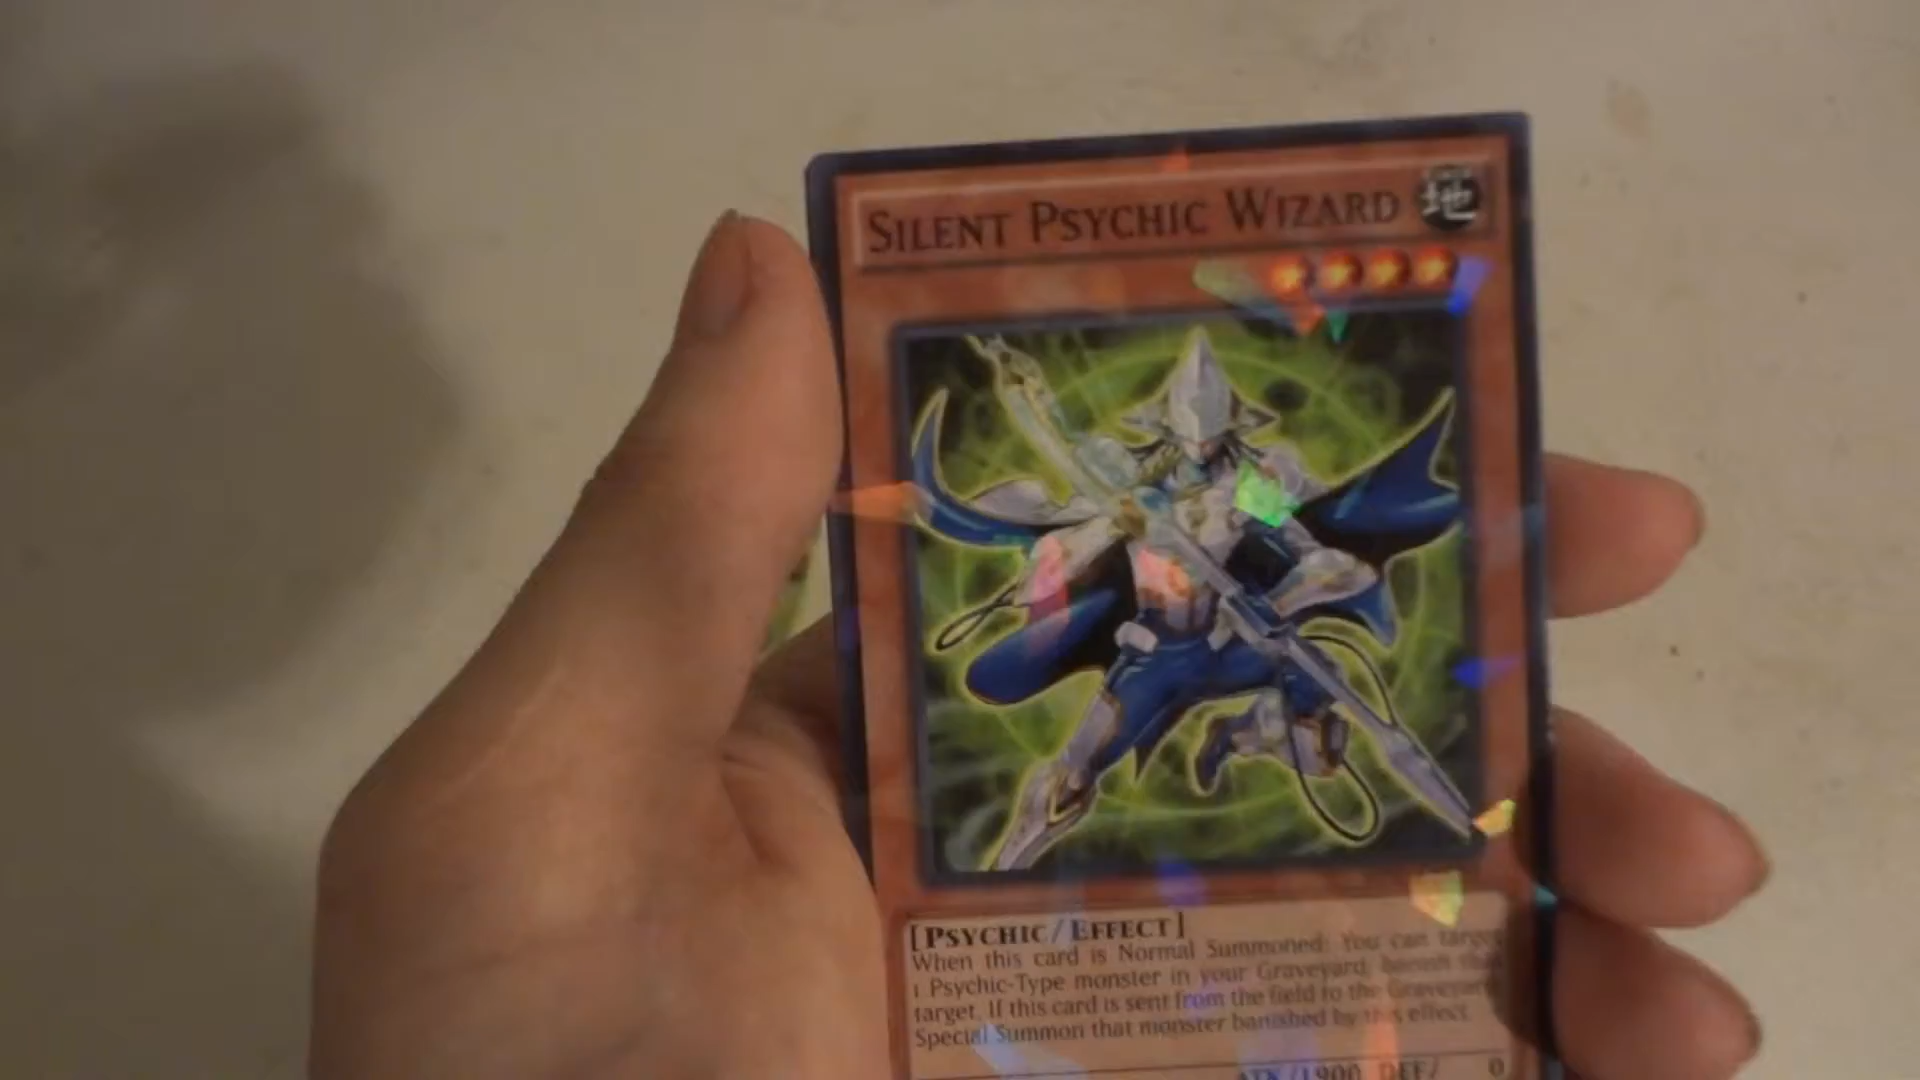 SILENT PSYCHIC WIZARD 地
[PSYCHIC/EFFECT]
When this card is Normal Summoned: You can target
1 Psychic-Type monster in your Graveyard; banish that
target. If this card is sent from the field to the Graveyard:
Special Summon that monster banished by this effect.
ATK/1900 DEF/ 0